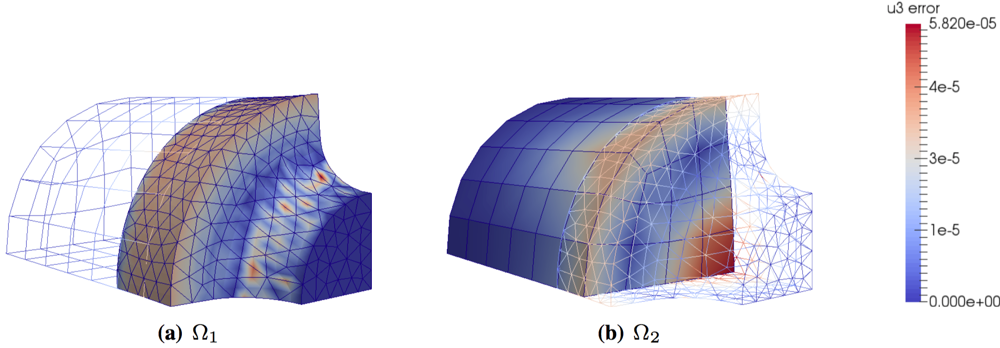 u3 error
5.820e-05
4e-5
3e-5
1e-5
0.000e+00
(a) Ω₁
(b) Ω₂